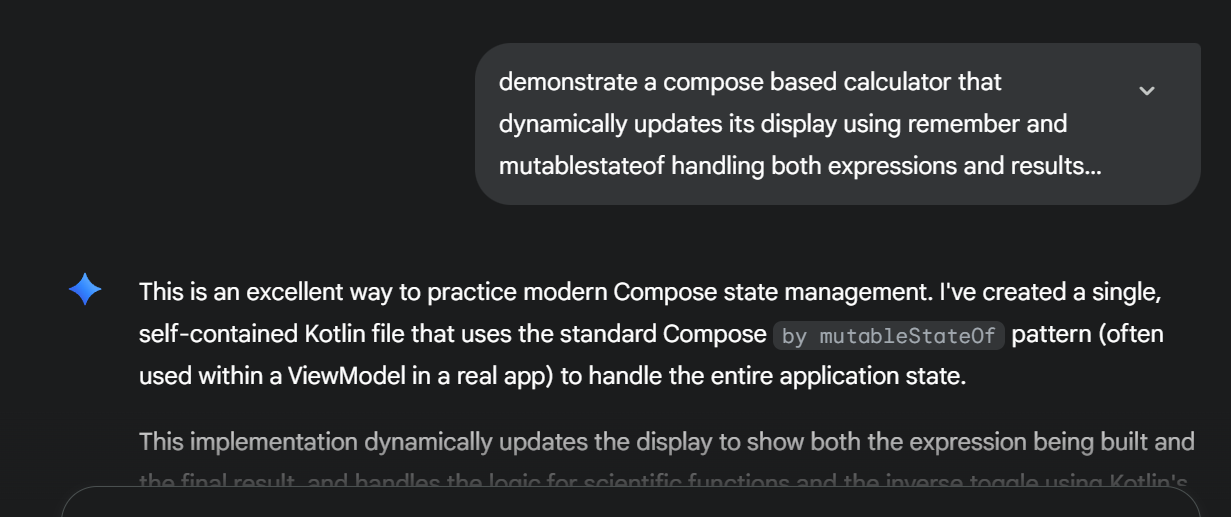 demonstrate a compose based calculator that
dynamically updates its display using remember and
mutablestateof handling both expressions and results...
This is an excellent way to practice modern Compose state management. I've created a single,
self-contained Kotlin file that uses the standard Compose by mutableStateOf pattern (often
used within a ViewModel in a real app) to handle the entire application state.
This implementation dynamically updates the display to show both the expression being built and
the final result, and handles the logic for scientific functions and the inverse toggle using Kotlin's